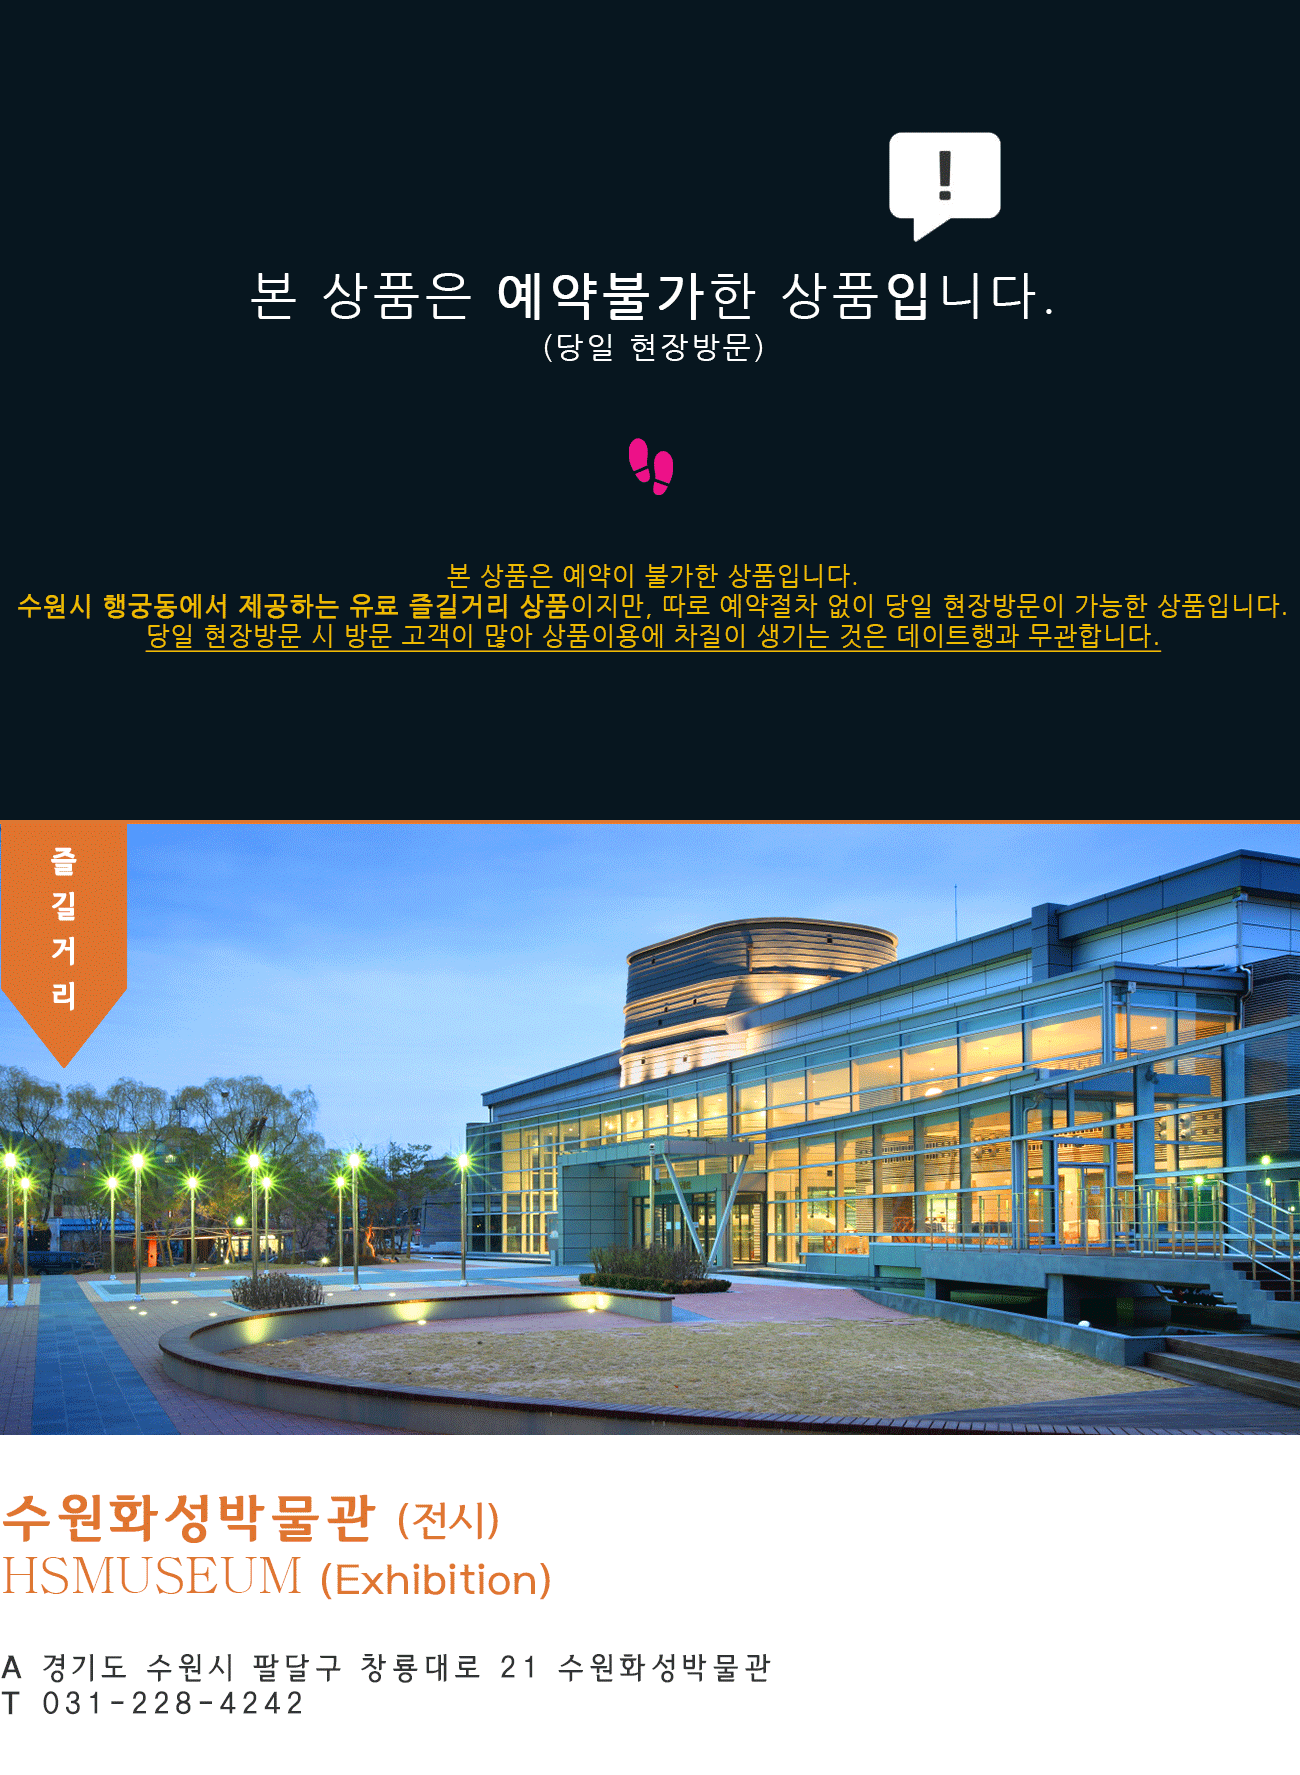 !
본 상품은 예약불가한 상품입니다.
(당일 현장방문)
본 상품은 예약이 불가한 상품입니다.
수원시 행궁동에서 제공하는 유료 즐길거리 상품이지만, 따로 예약절차 없이 당일 현장방문이 가능한 상품입니다.
당일 현장방문 시 방문 고객이 많아 상품이용에 차질이 생기는 것은 데이트행과 무관합니다.
즐
길
거
리
수원화성박물관 (전시)
HSMUSEUM (Exhibition)
A 경기도 수원시 팔달구 창룡대로 21 수원화성박물관
T 031-228-4242